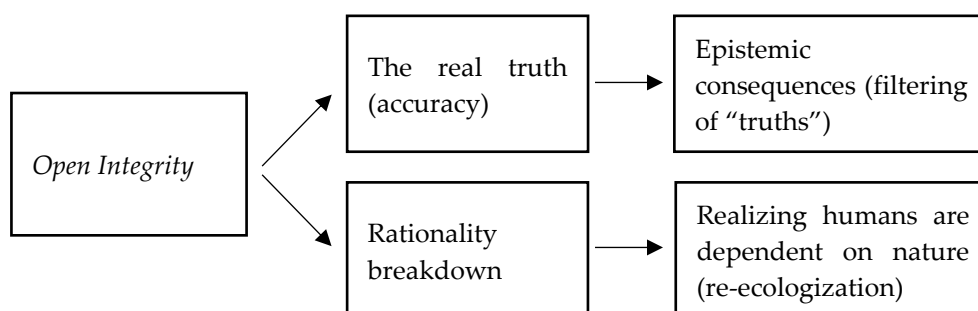 Open Integrity
The real truth
(accuracy)
Epistemic
consequences (filtering
of “truths”)
Rationality
breakdown
Realizing humans are
dependent on nature
(re-ecologization)